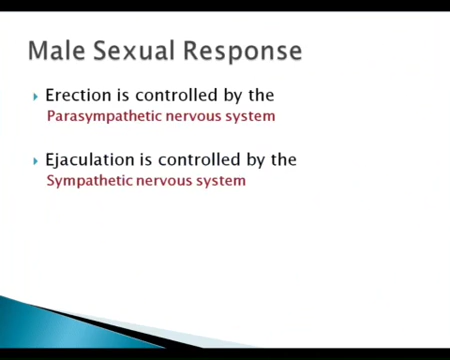 Male Sexual Response
Erection is controlled by the
Parasympathetic nervous system
Ejaculation is controlled by the
Sympathetic nervous system